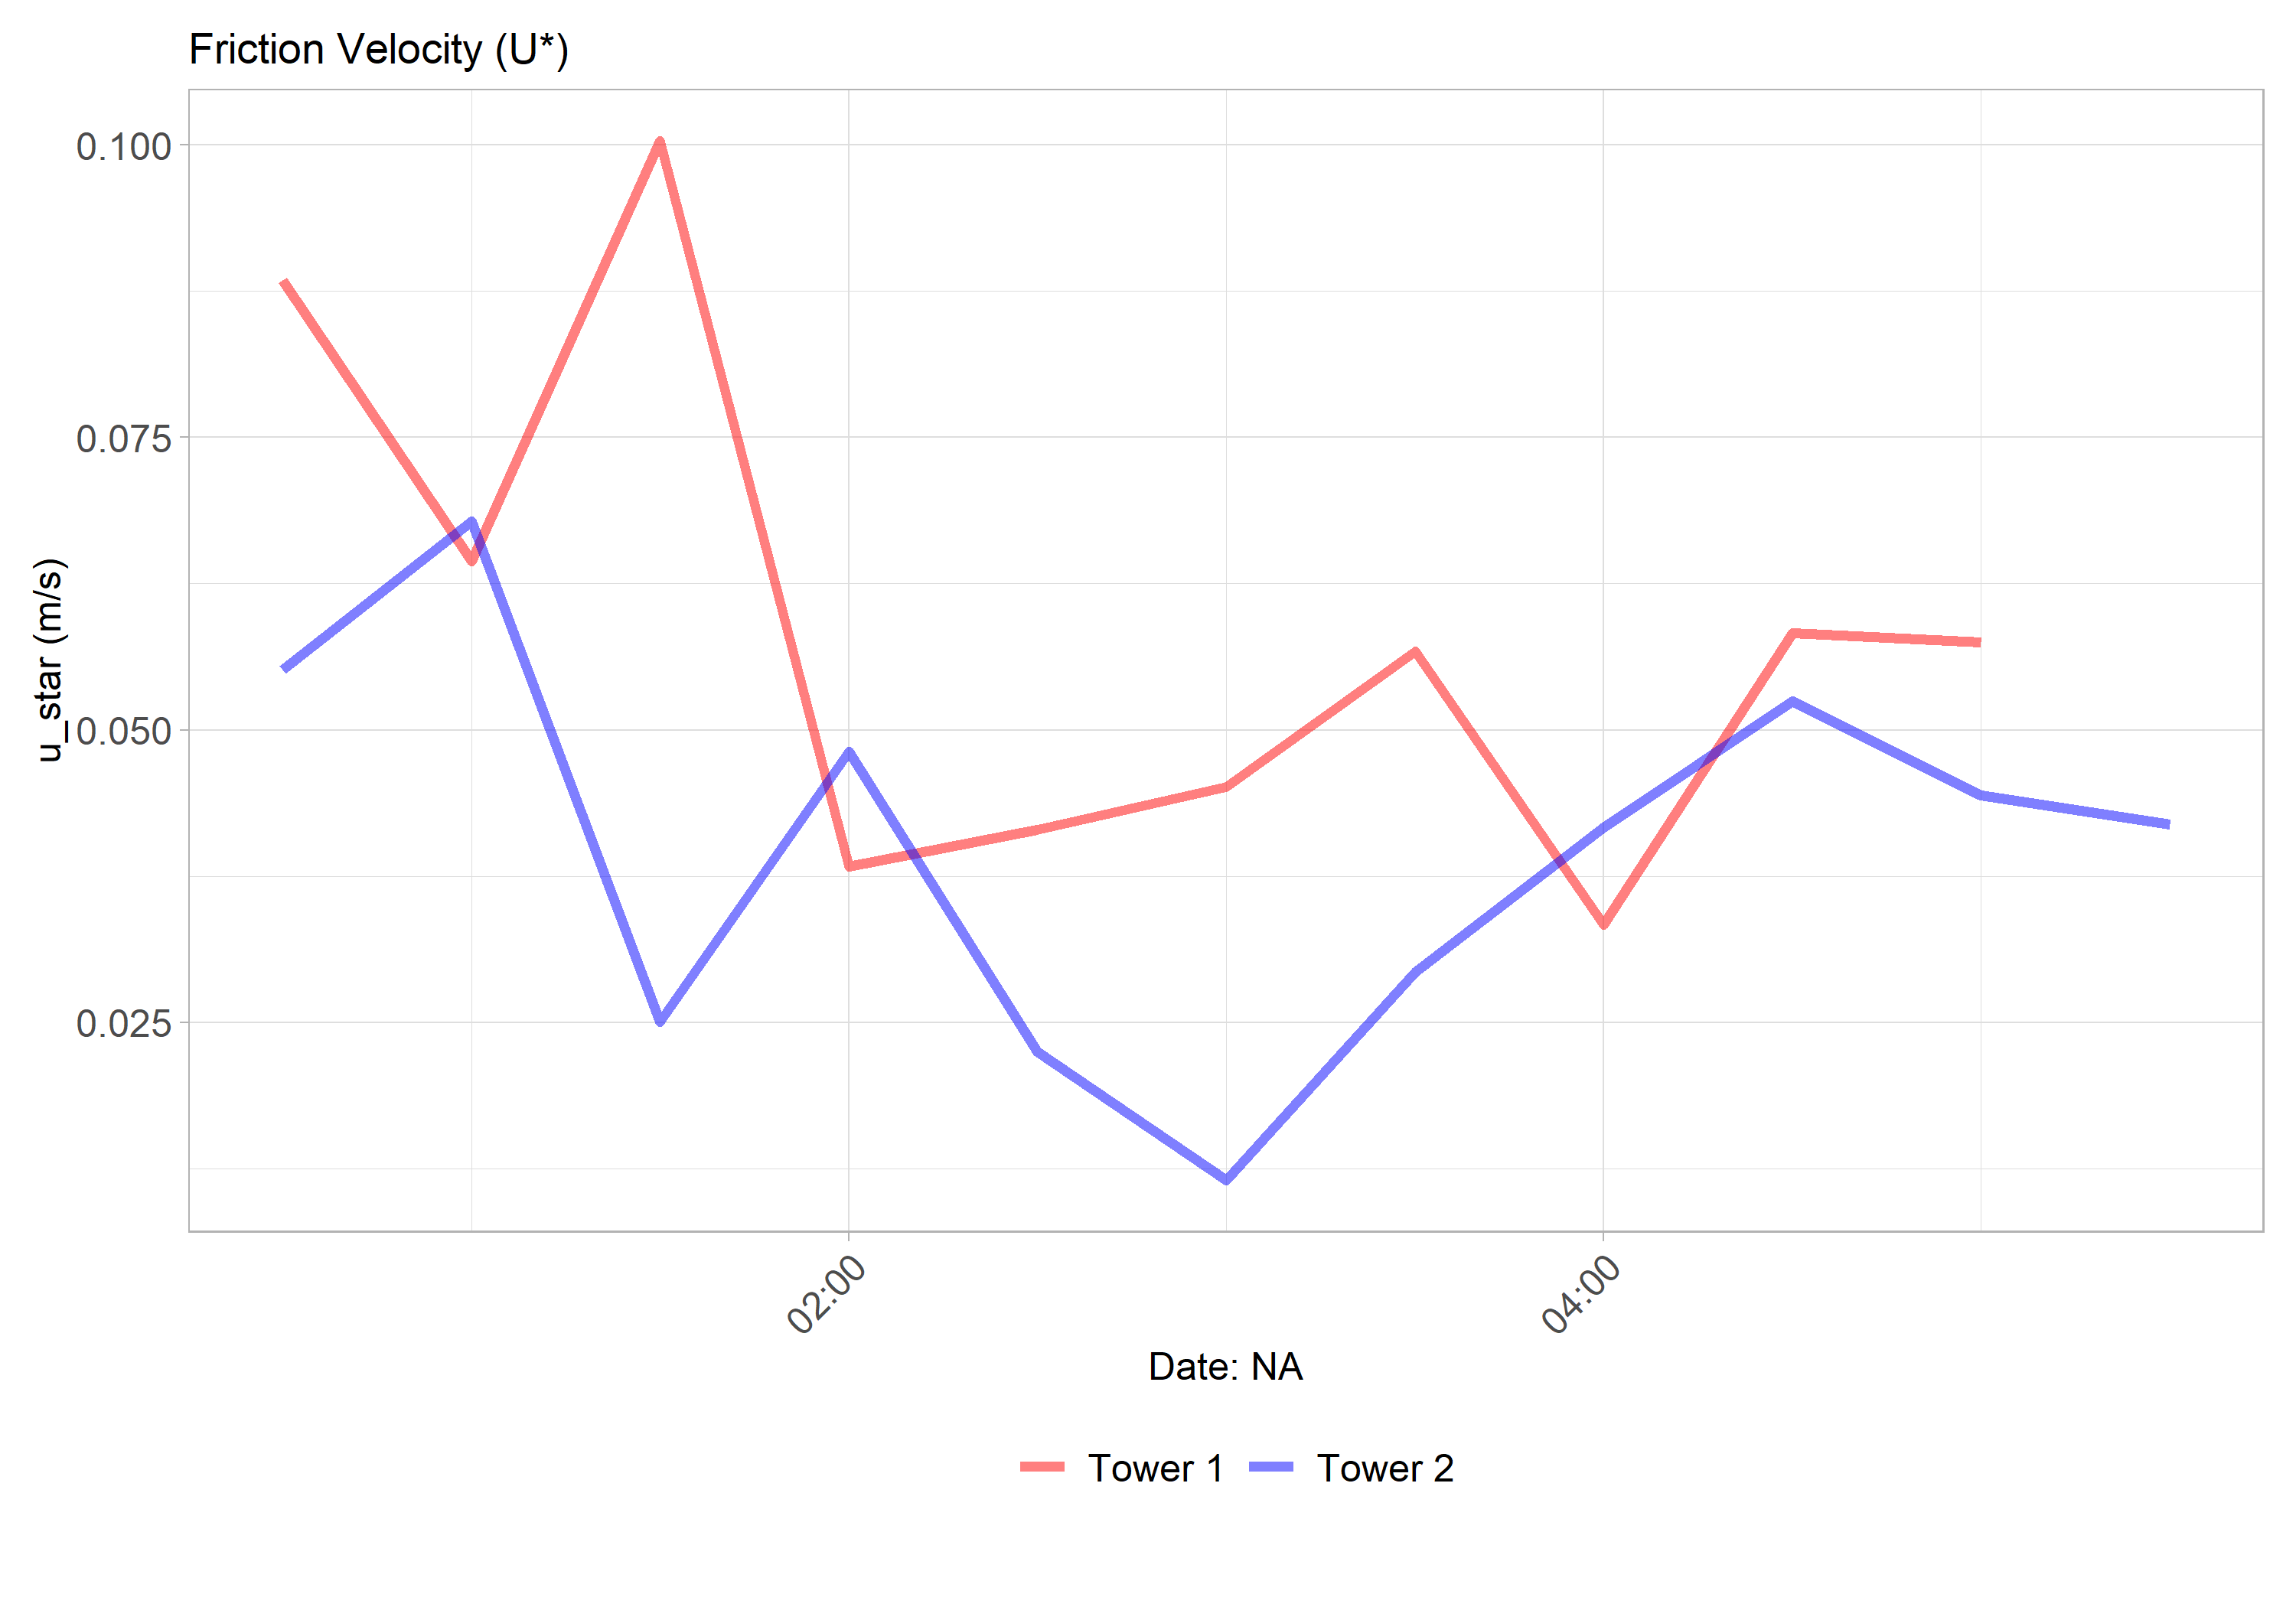 Friction Velocity (U*)
0.100
0.075
0.050
0.025
u_star (m/s)
02:00
04:00
Date: NA
Tower 1
Tower 2